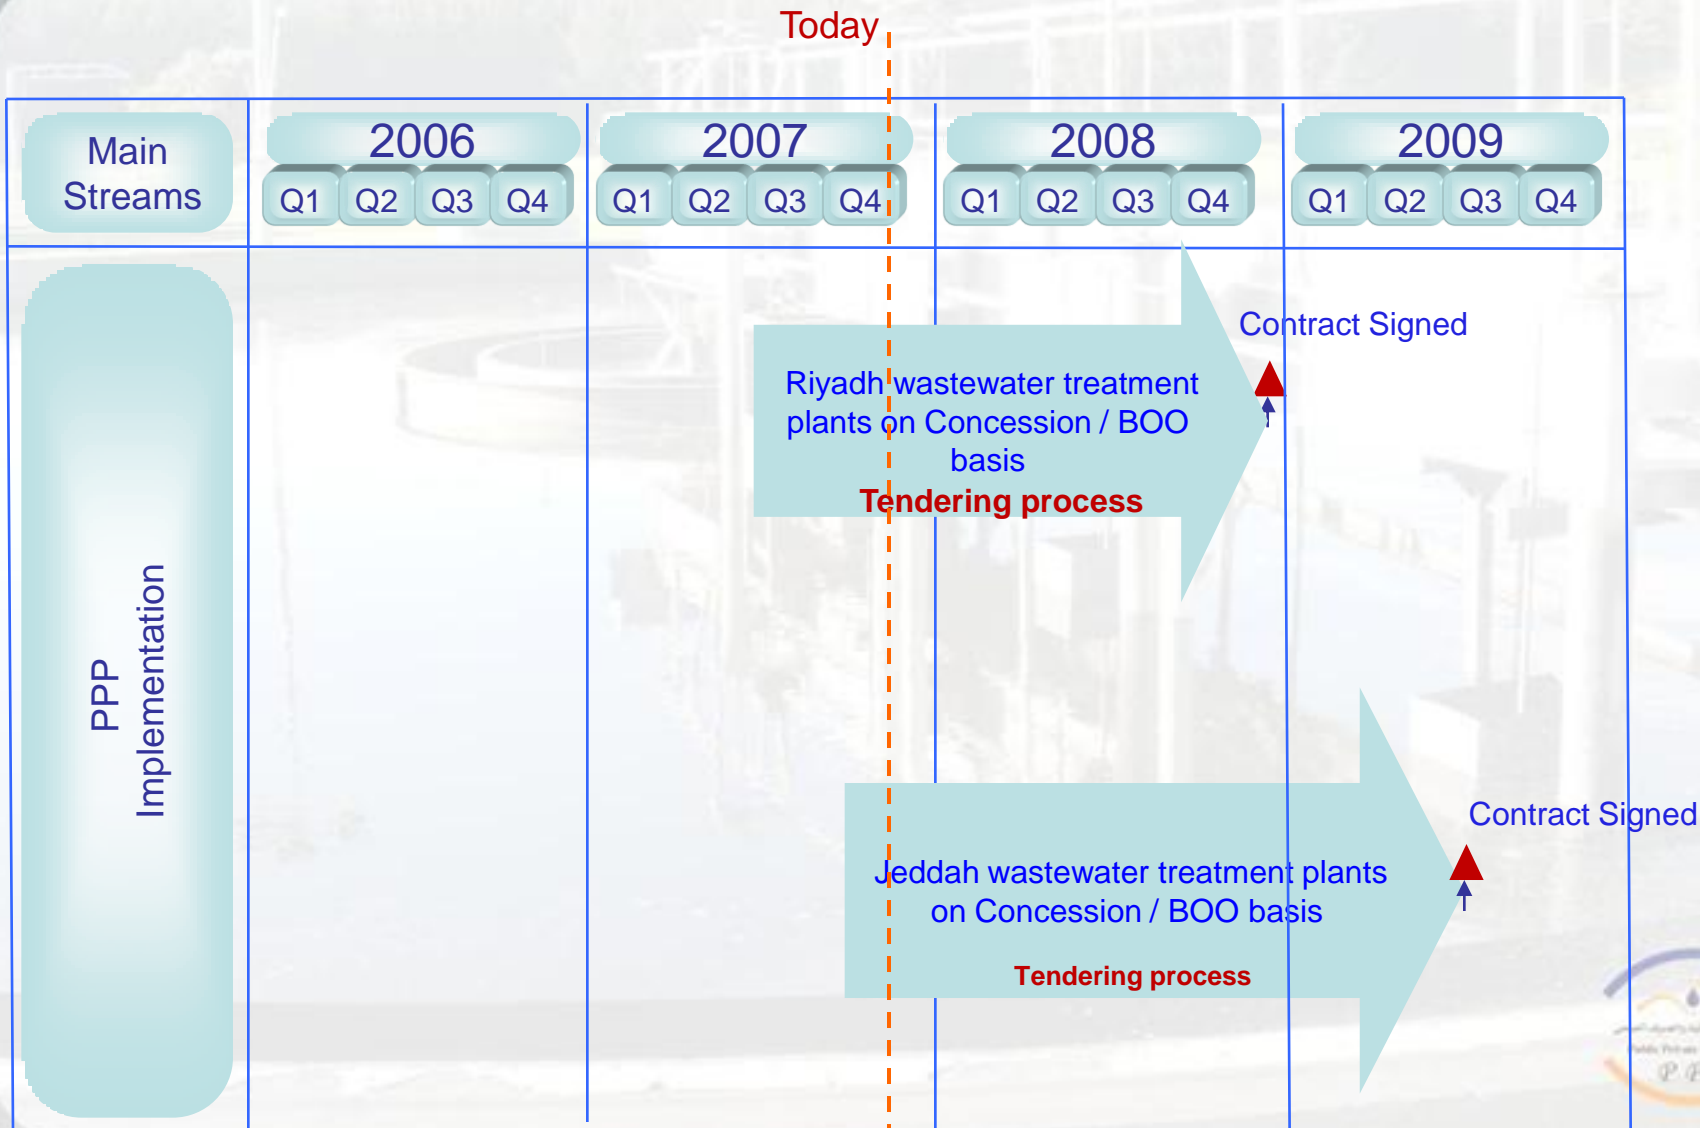 Today
Main
Streams
2006
2007
2008
2009
Q1 Q2 Q3 Q4
Q1 Q2 Q3 Q4
Q1 Q2 Q3 Q4
Q1 Q2 Q3 Q4
PPP
Implementation
Contract Signed
Riyadh wastewater treatment
plants on Concession / BOO
basis
Tendering process
Contract Signed
Jeddah wastewater treatment plants
on Concession / BOO basis
Tendering process